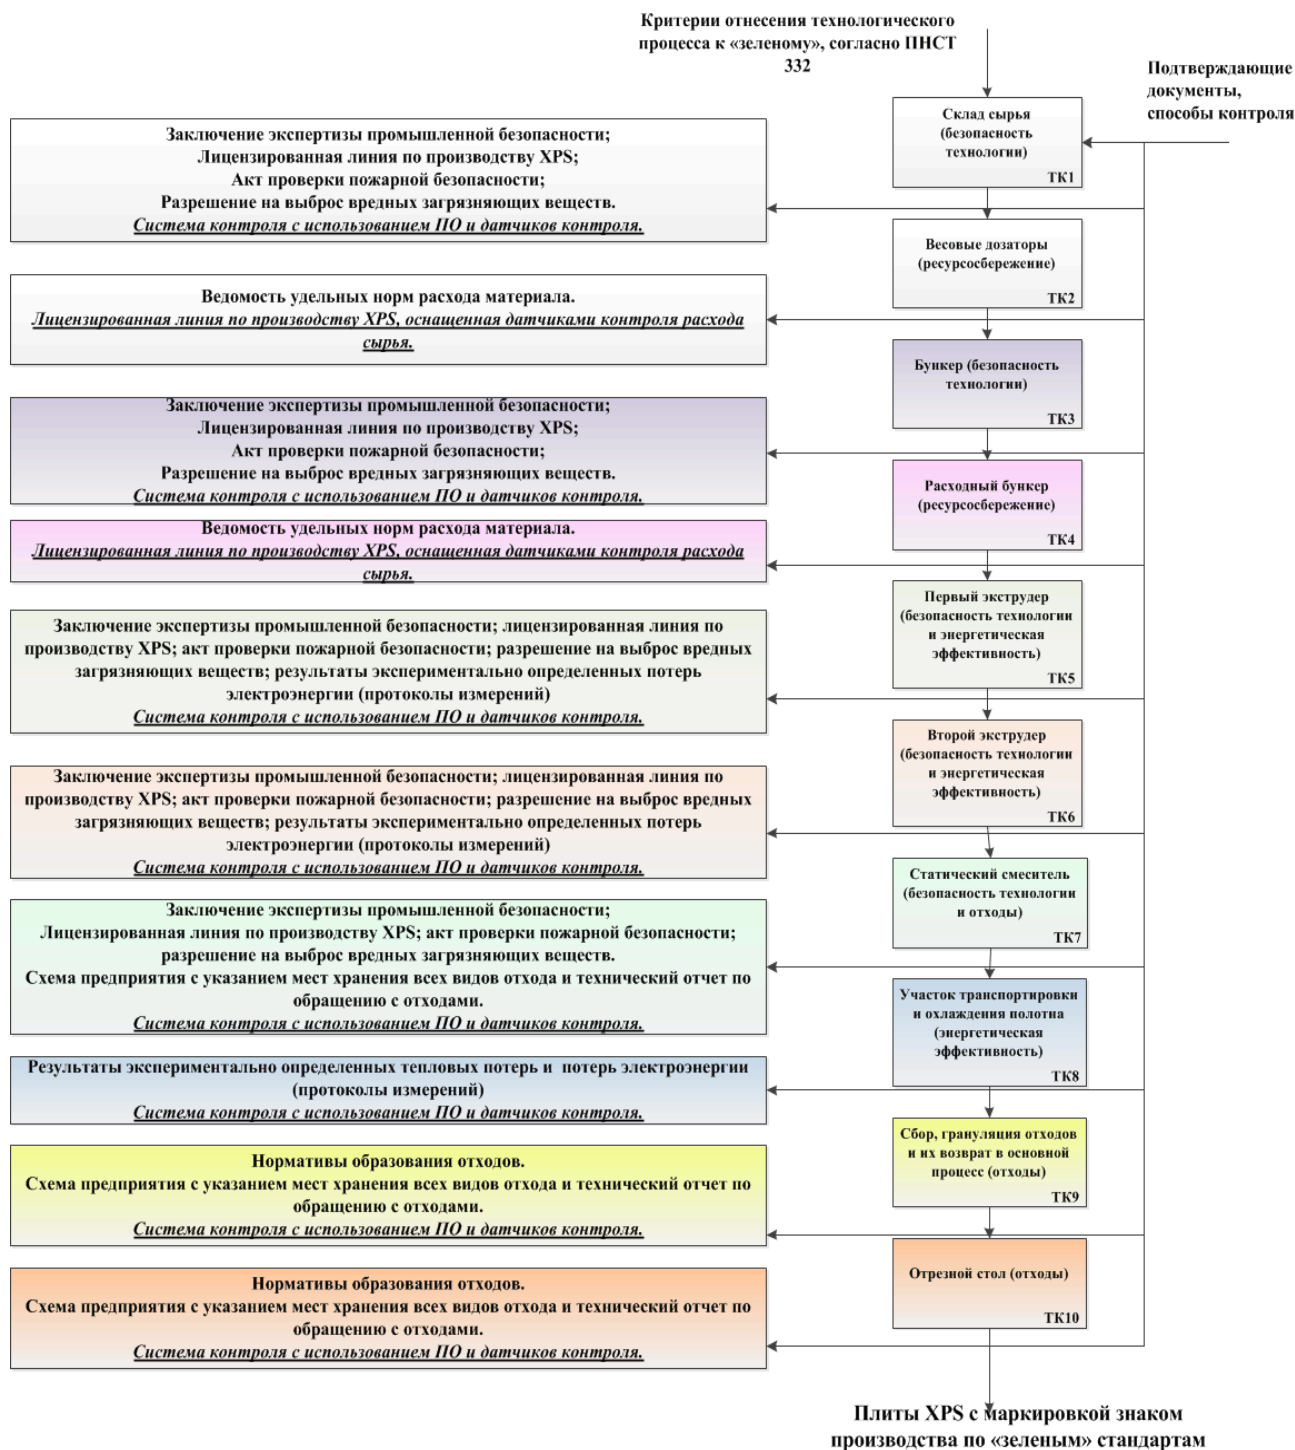 Критерии отнесения технологического
процесса к «зеленому», согласно ПНСТ
332
Подтверждающие
документы,
способы контроля
Склад сырья
(безопасность
технологии)
ТК1
Заключение экспертизы промышленной безопасности;
Лицензированная линия по производству XPS;
Акт проверки пожарной безопасности;
Разрешение на выброс вредных загрязняющих веществ.
Система контроля с использованием ПО и датчиков контроля.
Весовые дозаторы
(ресурсосбережение)
ТК2
Ведомость удельных норм расхода материала.
Лицензированная линия по производству XPS, оснащенная датчиками контроля расхода
сырья.
Бункер (безопасность
технологии)
ТК3
Заключение экспертизы промышленной безопасности;
Лицензированная линия по производству XPS;
Акт проверки пожарной безопасности;
Разрешение на выброс вредных загрязняющих веществ.
Система контроля с использованием ПО и датчиков контроля.
Расходный бункер
(ресурсосбережение)
ТК4
Ведомость удельных норм расхода материала.
Лицензированная линия по производству XPS, оснащенная датчиками контроля расхода
сырья.
Первый экструдер
(безопасность технологии
и энергетическая
эффективность)
ТК5
Заключение экспертизы промышленной безопасности; лицензированная линия по
производству XPS; акт проверки пожарной безопасности; разрешение на выброс вредных
загрязняющих веществ; результаты экспериментально определенных потерь
электроэнергии (протоколы измерений)
Система контроля с использованием ПО и датчиков контроля.
Второй экструдер
(безопасность технологии
и энергетическая
эффективность)
ТК6
Заключение экспертизы промышленной безопасности; лицензированная линия по
производству XPS; акт проверки пожарной безопасности; разрешение на выброс вредных
загрязняющих веществ; результаты экспериментально определенных потерь
электроэнергии (протоколы измерений)
Система контроля с использованием ПО и датчиков контроля.
Статический смеситель
(безопасность технологии
и отходы)
ТК7
Заключение экспертизы промышленной безопасности;
Лицензированная линия по производству XPS; акт проверки пожарной безопасности;
разрешение на выброс вредных загрязняющих веществ.
Схема предприятия с указанием мест хранения всех видов отхода и технический отчет по
обращению с отходами.
Система контроля с использованием ПО и датчиков контроля.
Участок транспортировки
и охлаждения полотна
(энергетическая
эффективность)
ТК8
Результаты экспериментально определенных тепловых потерь и потерь электроэнергии
(протоколы измерений)
Система контроля с использованием ПО и датчиков контроля.
Сбор, грануляция отходов
и их возврат в основной
процесс (отходы)
ТК9
Нормативы образования отходов.
Схема предприятия с указанием мест хранения всех видов отхода и технический отчет по
обращению с отходами.
Система контроля с использованием ПО и датчиков контроля.
Отрезной стол (отходы)
ТК10
Нормативы образования отходов.
Схема предприятия с указанием мест хранения всех видов отхода и технический отчет по
обращению с отходами.
Система контроля с использованием ПО и датчиков контроля.
Плиты XPS с маркировкой знаком
производства по «зеленым» стандартам